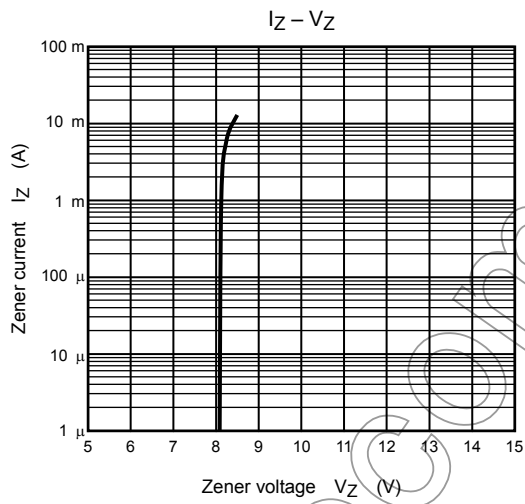 IZ – VZ
100 m
10 m
1 m
100 μ
10 μ
1 μ
Zener current IZ (A)
5 6 7 8 9 10 11 12 13 14 15
Zener voltage VZ (V)